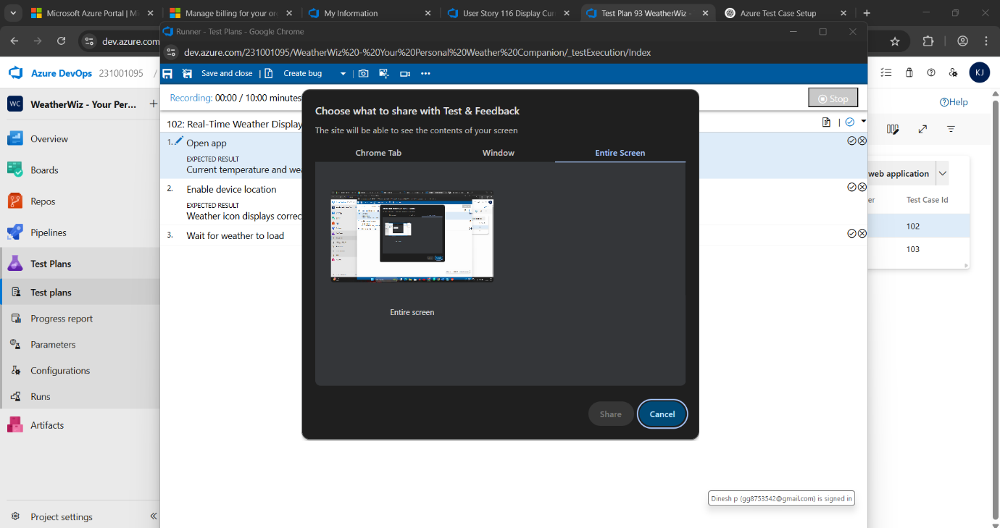 Microsoft Azure Portal | Mi
Manage billing for your or
My Information
User Story 116 Display Cur
Test Plan 93 WeatherWiz -
Azure Test Case Setup
dev.azure.com
Runner - Test Plans - Google Chrome
dev.azure.com/231001095/WeatherWiz%20-%20Your%20Personal%20Weather%20Companion/_testExecution/Index
Azure DevOps 231001095 /
KJ
Save and close
Create bug
WC WeatherWiz - Your Per...
Recording: 00:00 / 10:00 minutes
Stop
Help
102: Real-Time Weather Display
1. Open app
EXPECTED RESULT
Current temperature and wea
2. Enable device location
EXPECTED RESULT
Weather icon displays correc
3. Wait for weather to load
Overview
Boards
Repos
Pipelines
Test Plans
Test plans
Progress report
Parameters
Configurations
Runs
Artifacts
Project settings
Choose what to share with Test & Feedback
The site will be able to see the contents of your screen
Chrome Tab
Window
Entire Screen
Entire screen
Share
Cancel
web application
er
Test Case Id
102
103
Dinesh p (gg8753542@gmail.com) is signed in